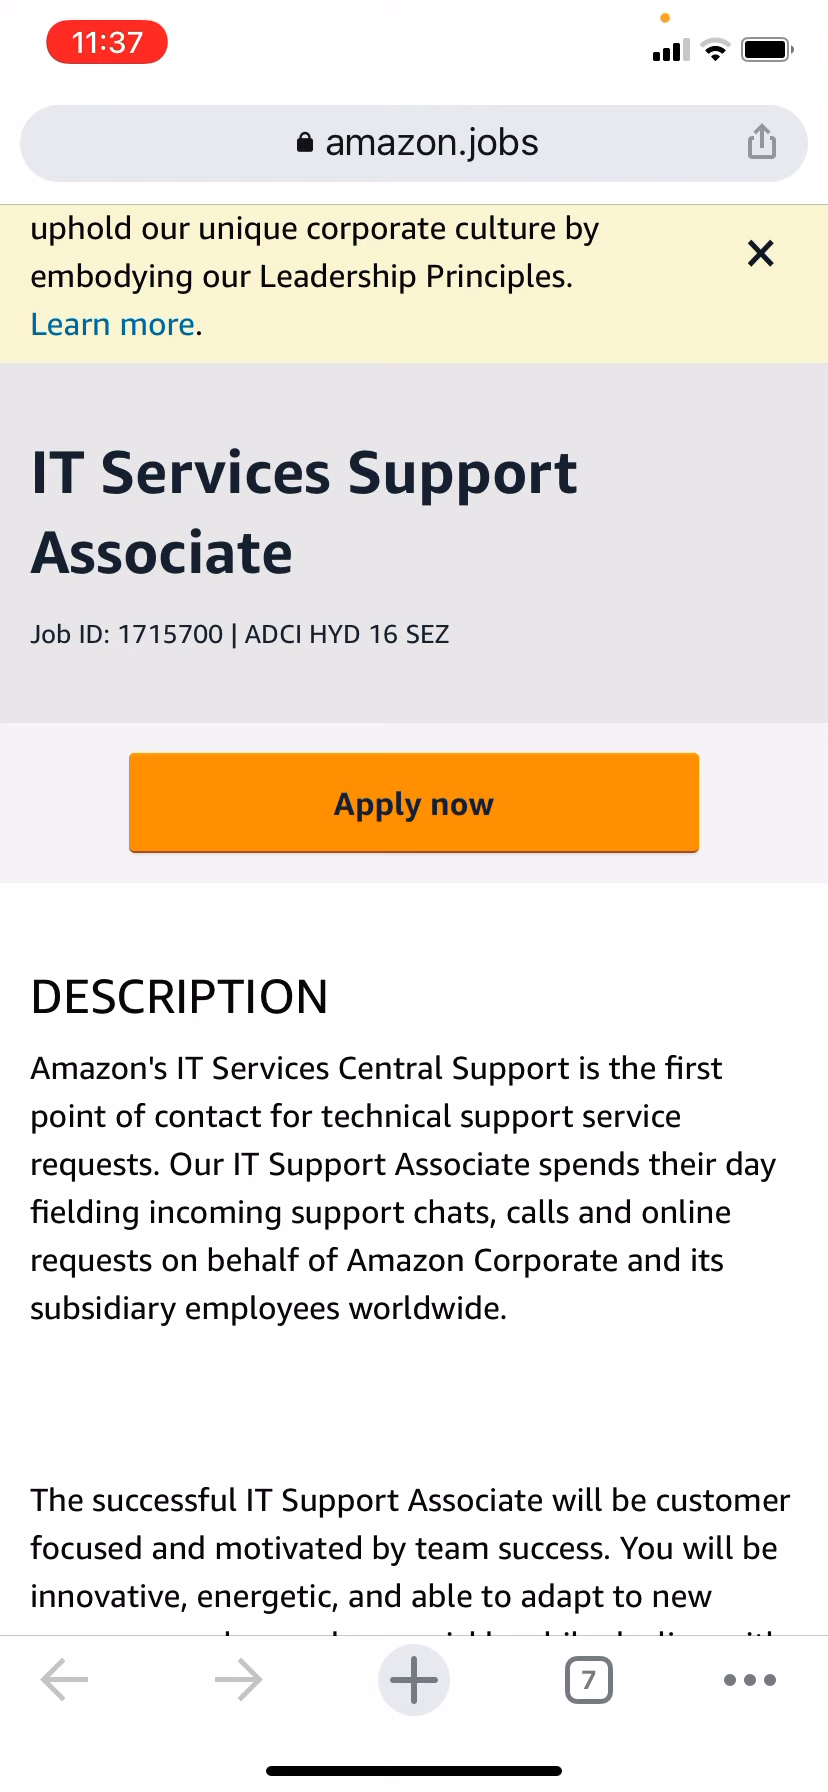 11:37
amazon.jobs
uphold our unique corporate culture by
embodying our Leadership Principles.
Learn more.
IT Services Support
Associate
Job ID: 1715700 | ADCI HYD 16 SEZ
Apply now
DESCRIPTION
Amazon's IT Services Central Support is the first
point of contact for technical support service
requests. Our IT Support Associate spends their day
fielding incoming support chats, calls and online
requests on behalf of Amazon Corporate and its
subsidiary employees worldwide.
The successful IT Support Associate will be customer
focused and motivated by team success. You will be
innovative, energetic, and able to adapt to new
7